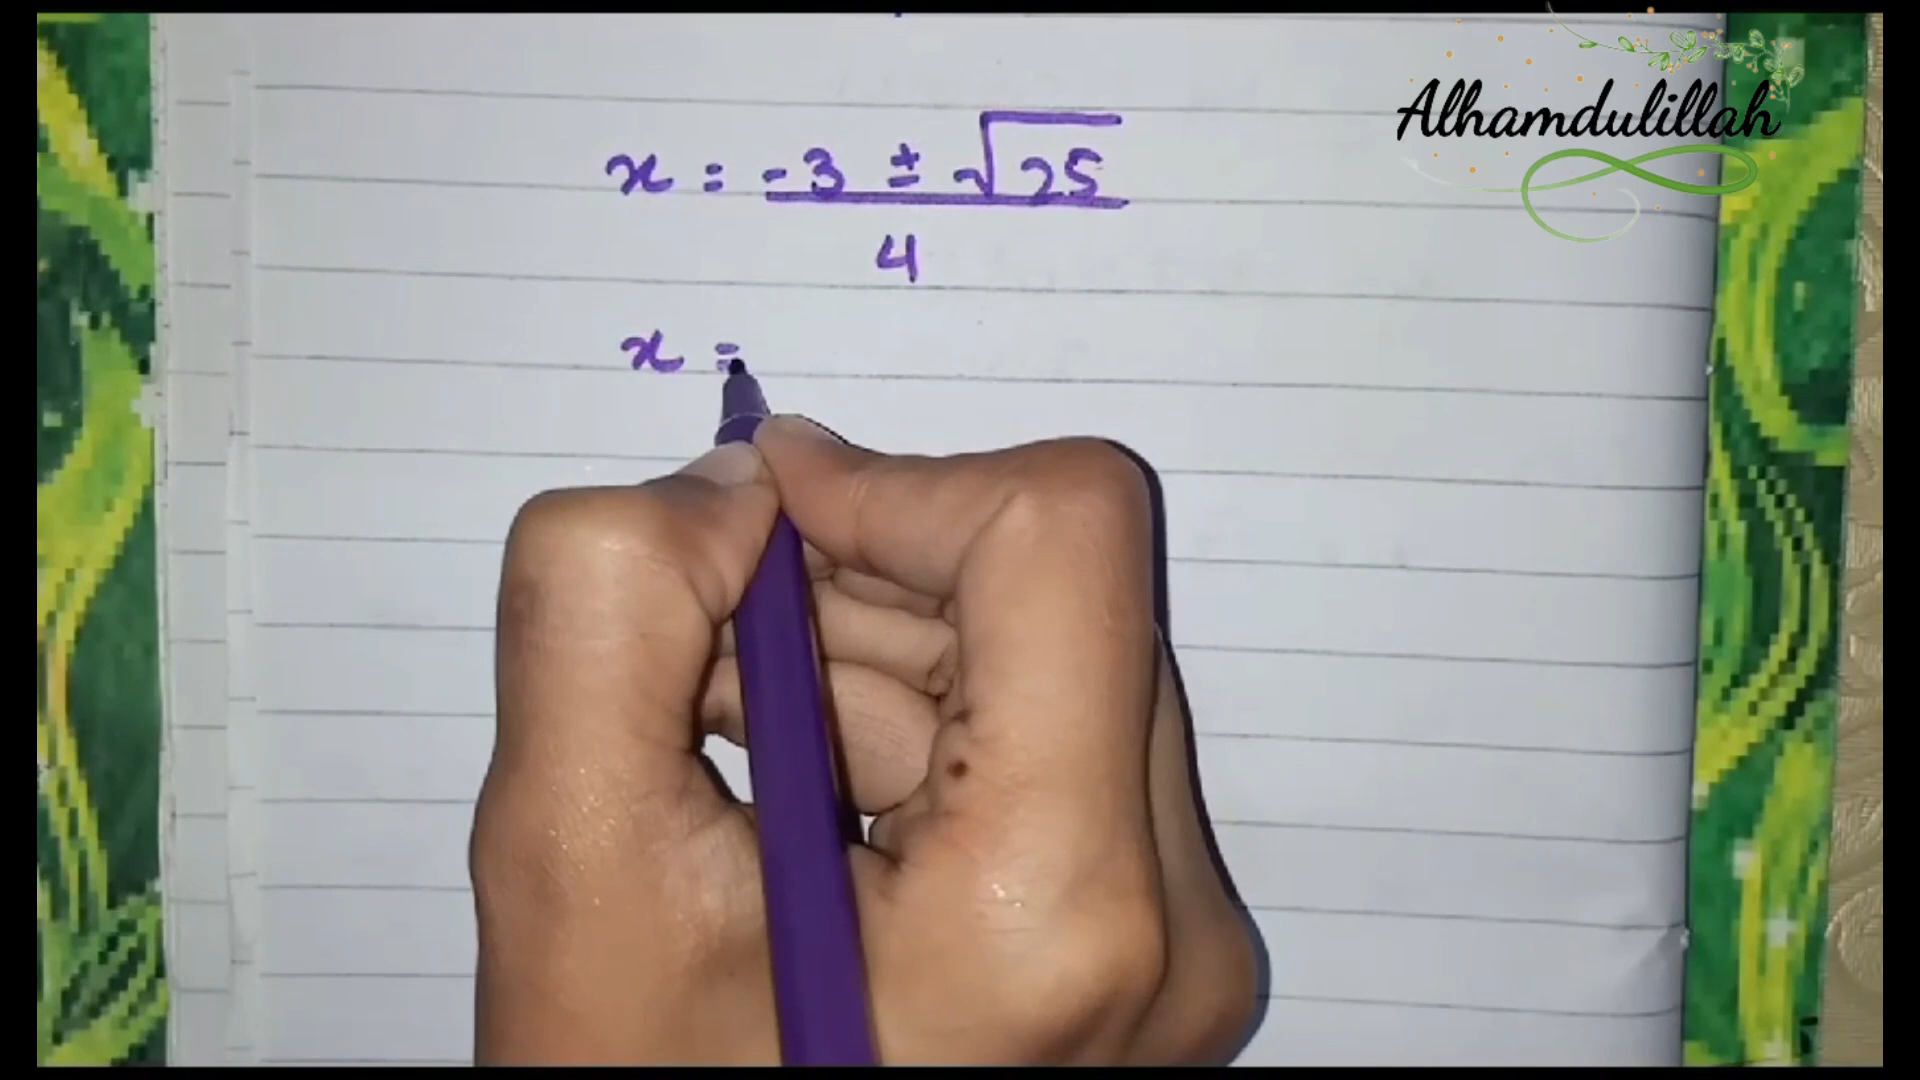 Alhamdulillah
x = -3 ± √25
4
x =